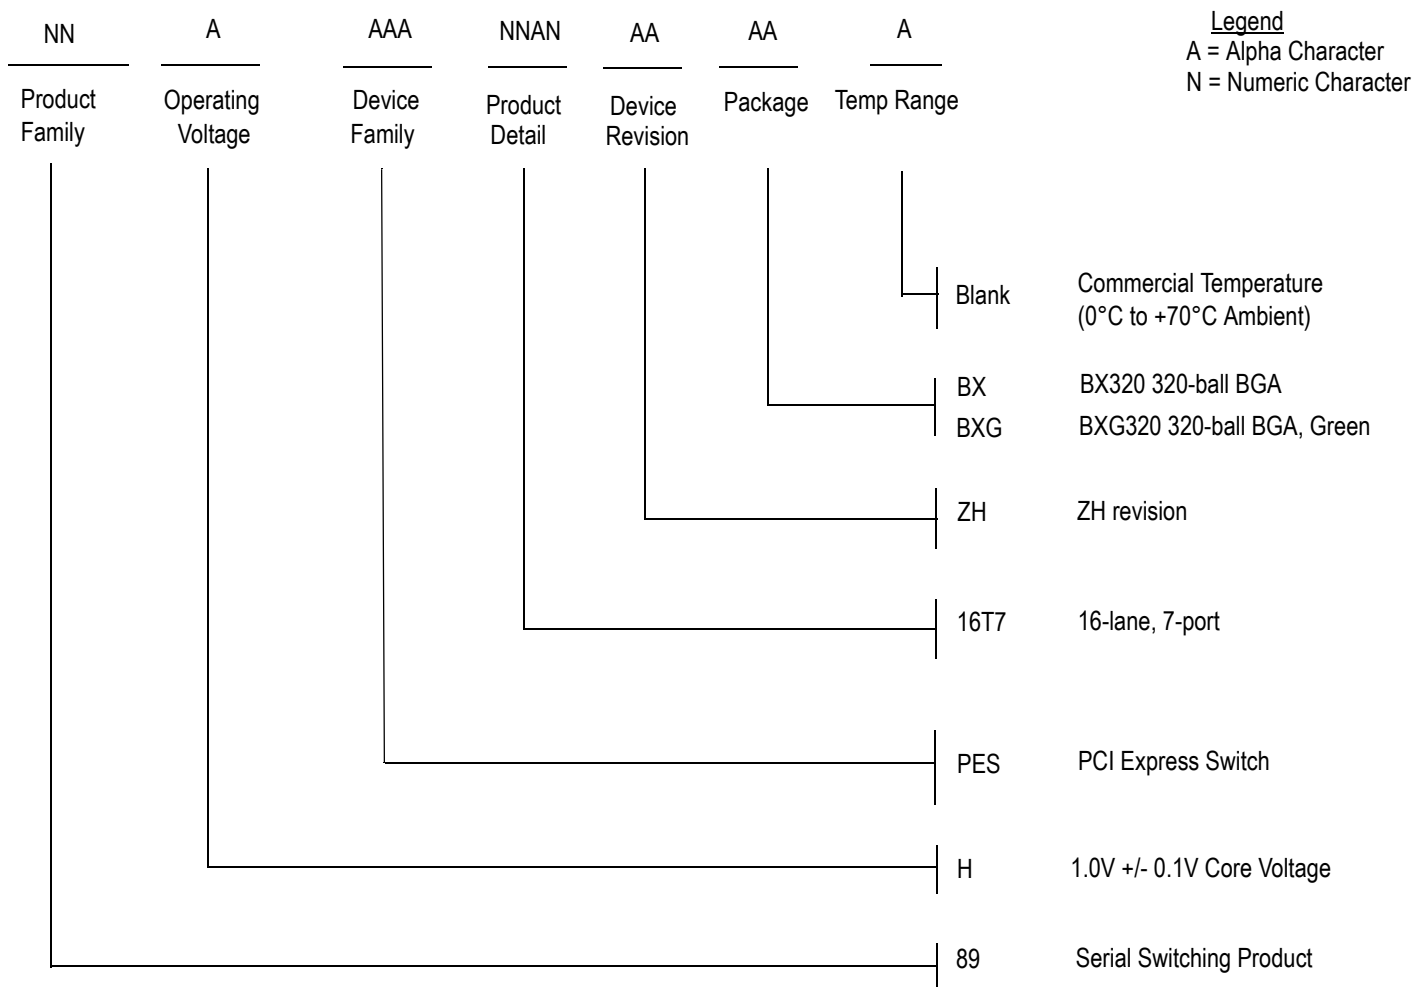 NN A AAA NNAN AA AA A
Product Family
Operating Voltage
Device Family
Product Detail
Device Revision
Package
Temp Range
Legend
A = Alpha Character
N = Numeric Character
Blank Commercial Temperature
(0°C to +70°C Ambient)
BX BX320 320-ball BGA
BXG BXG320 320-ball BGA, Green
ZH ZH revision
16T7 16-lane, 7-port
PES PCI Express Switch
H 1.0V +/- 0.1V Core Voltage
89 Serial Switching Product